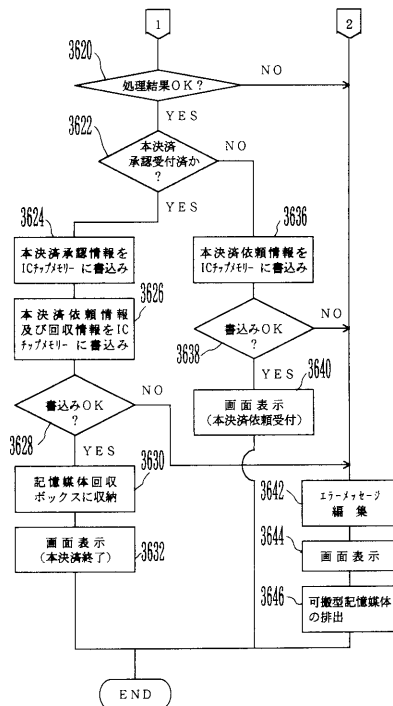 1
2
3620
処理結果OK?
NO
YES
3622
本決済
承認受付済か
?
NO
YES
3624
本決済承認情報を
ICチップメモリーに書込み
3636
本決済依頼情報を
ICチップメモリーに書込み
3626
本決済依頼情報
及び回収情報をIC
チップメモリーに書込み
書込みOK
?
NO
3638
YES
3640
画面表示
(本決済依頼受付)
書込みOK
?
NO
3628
YES
3630
記憶媒体回収
ボックスに収納
画面表示
(本決済終了)
3632
3642
エラーメッセージ
編集
3644
画面表示
3646
可搬型記憶媒体
の排出
END